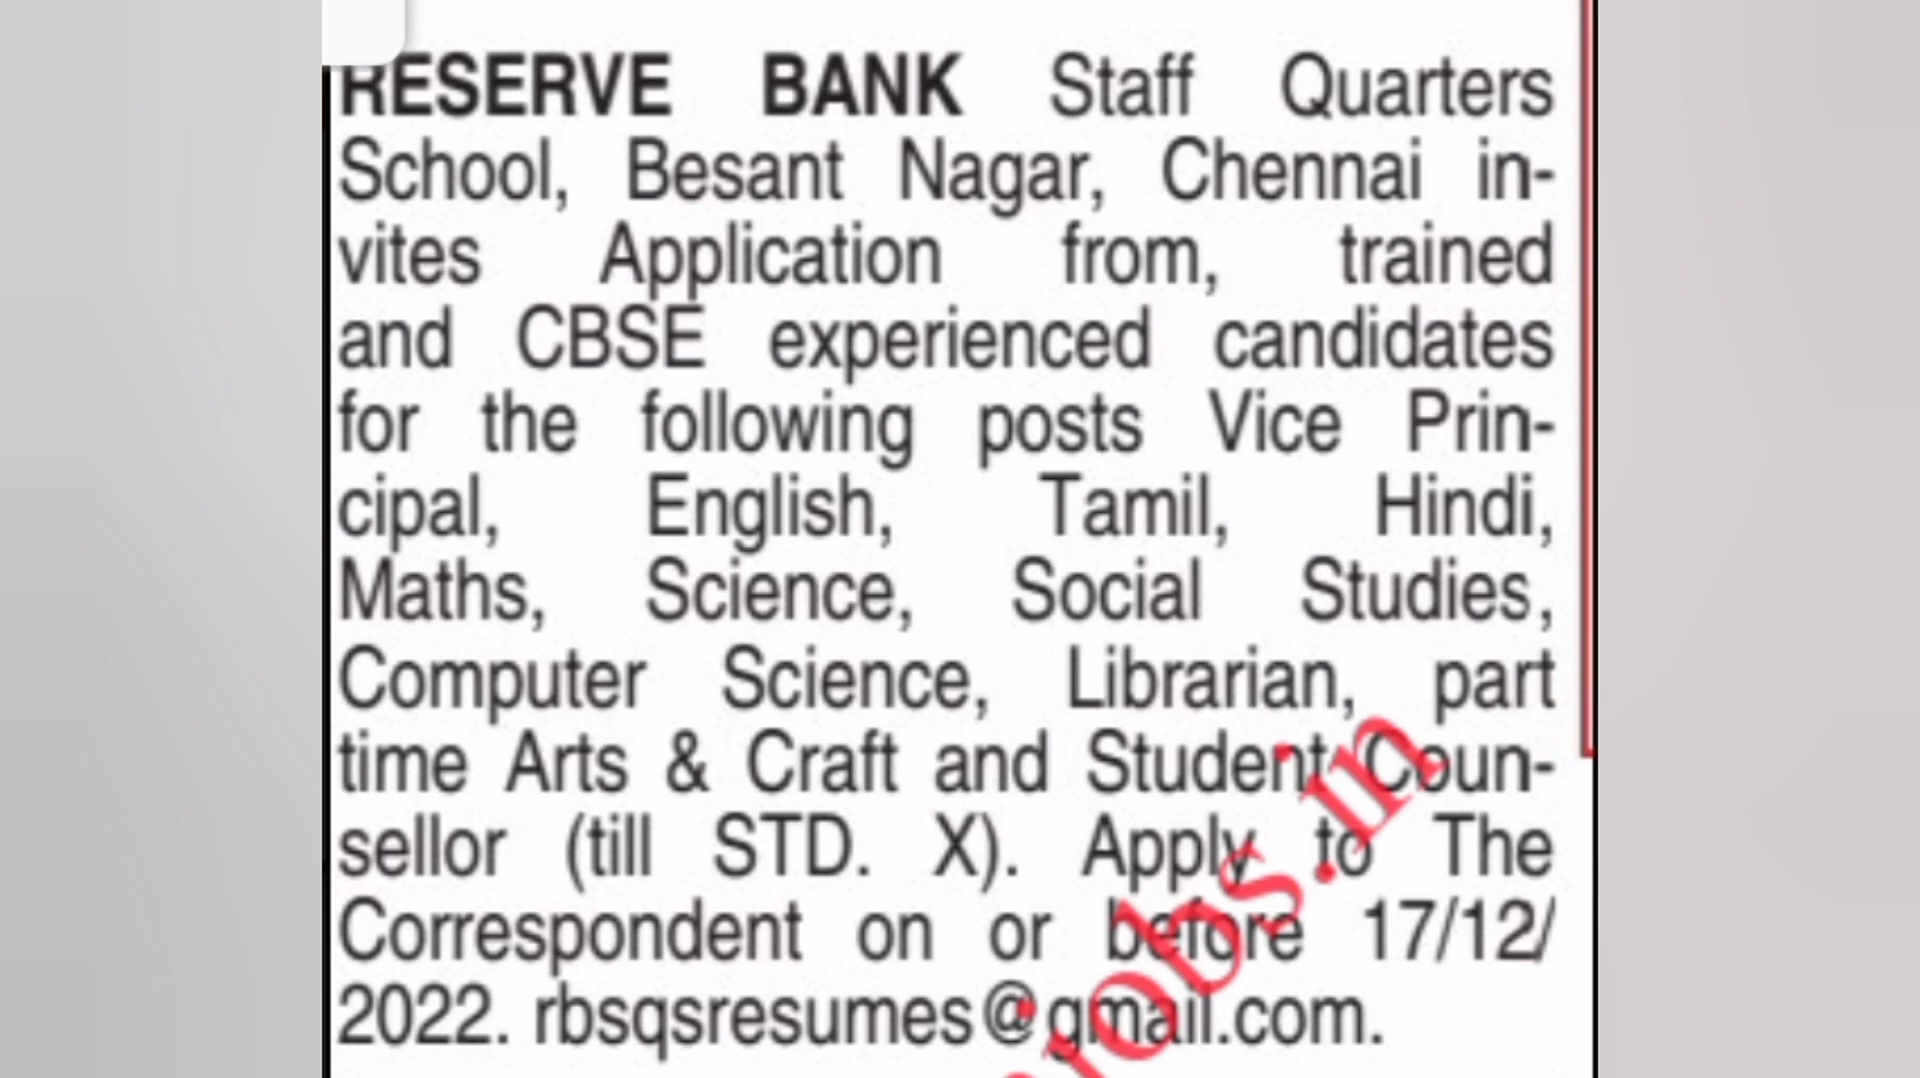 RESERVE BANK Staff Quarters
School, Besant Nagar, Chennai in-
vites Application from, trained
and CBSE experienced candidates
for the following posts Vice Prin-
cipal, English, Tamil, Hindi,
Maths, Science, Social Studies,
Computer Science, Librarian, part
time Arts & Craft and Student Coun-
sellor (till STD. X). Apply to The
Correspondent on or before 17/12/
2022. rbsqsresumes@gmail.com.
jobs.in